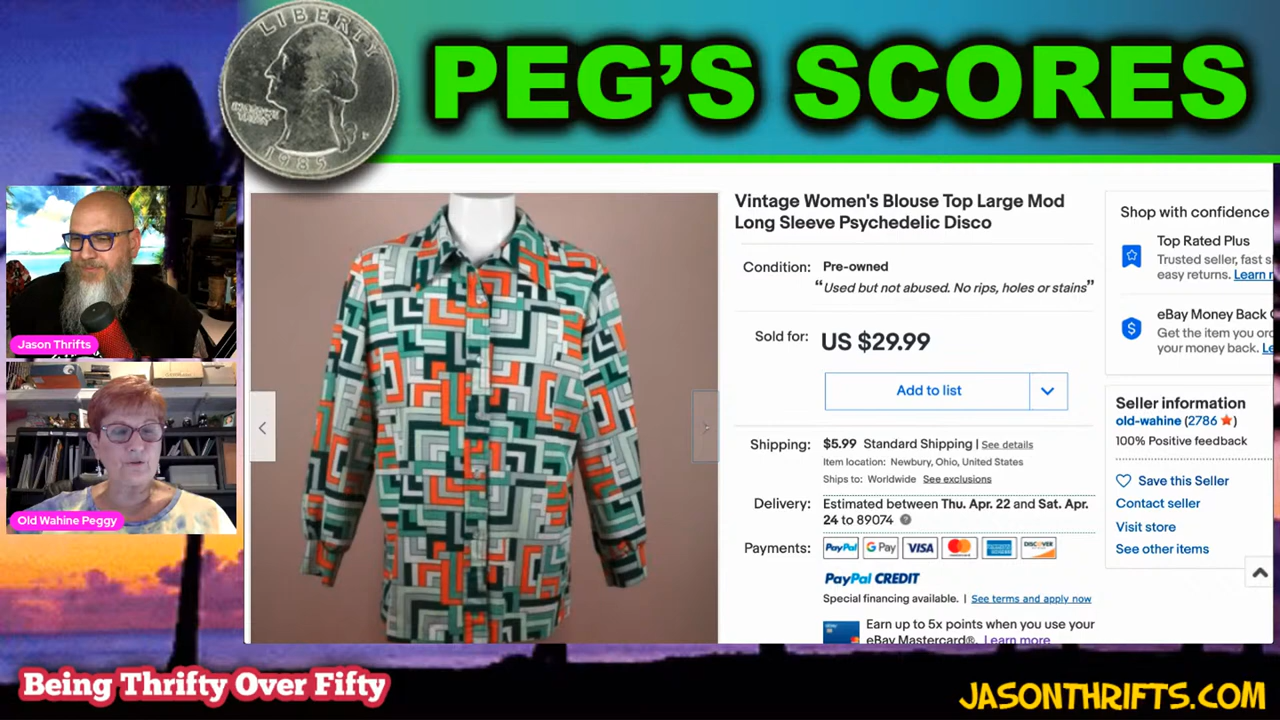 LIBERTY
1985
PEG'S SCORES
Vintage Women's Blouse Top Large Mod
Long Sleeve Psychedelic Disco
Condition: Pre-owned
“Used but not abused. No rips, holes or stains”
Sold for: US $29.99
Add to list
Shipping: $5.99 Standard Shipping | See details
Item location: Newbury, Ohio, United States
Ships to: Worldwide See exclusions
Delivery: Estimated between Thu. Apr. 22 and Sat. Apr.
24 to 89074
Payments: PayPal G Pay VISA MasterCard DISCOVER
PayPal CREDIT
Special financing available. | See terms and apply now
Earn up to 5x points when you use your
eBay Mastercard®. Learn more
Shop with confidence
Top Rated Plus
Trusted seller, fast s
easy returns. Learn
eBay Money Back
Get the item you or
your money back. Le
Seller information
old-wahine (2786)
100% Positive feedback
Save this Seller
Contact seller
Visit store
See other items
Jason Thrifts
Old Wahine Peggy
Being Thrifty Over Fifty
JASONTHRIFTS.COM